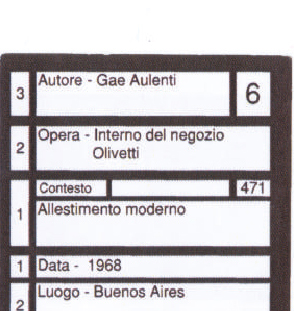 3 Autore - Gae Aulenti 6
2 Opera - Interno del negozio
Olivetti
Contesto 471
1 Allestimento moderno
1 Data - 1968
2 Luogo - Buenos Aires